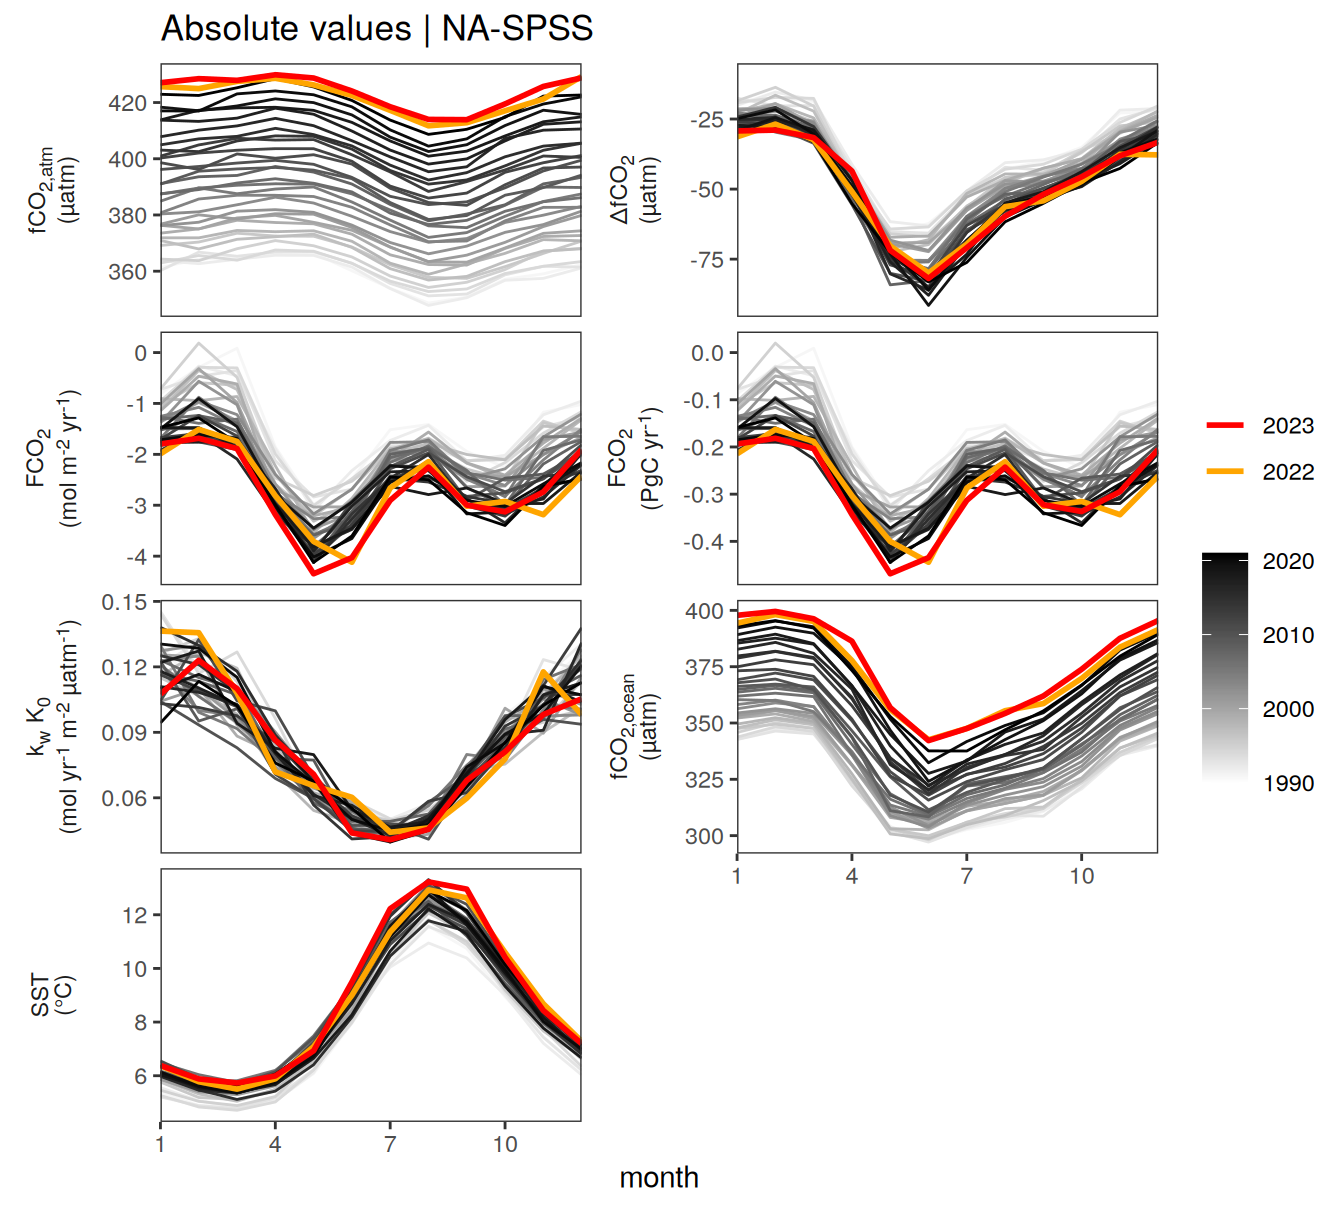 Absolute values | NA-SPSS
fCO2,atm
(µatm)
420
400
380
360
ΔfCO2
(µatm)
-25
-50
-75
FCO2
(mol m-2 yr-1)
0
-1
-2
-3
-4
FCO2
(PgC yr-1)
0.0
-0.1
-0.2
-0.3
-0.4
kw K0
(mol yr-1 m-2 µatm-1)
0.15
0.12
0.09
0.06
fCO2,ocean
(µatm)
400
375
350
325
300
1 4 7 10
SST
(°C)
12
10
8
6
1 4 7 10
month
2023
2022
2020
2010
2000
1990